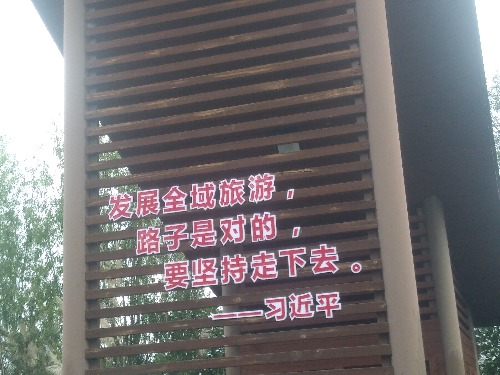 发展全域旅游，
路子是对的，
要坚持走下去。
——习近平